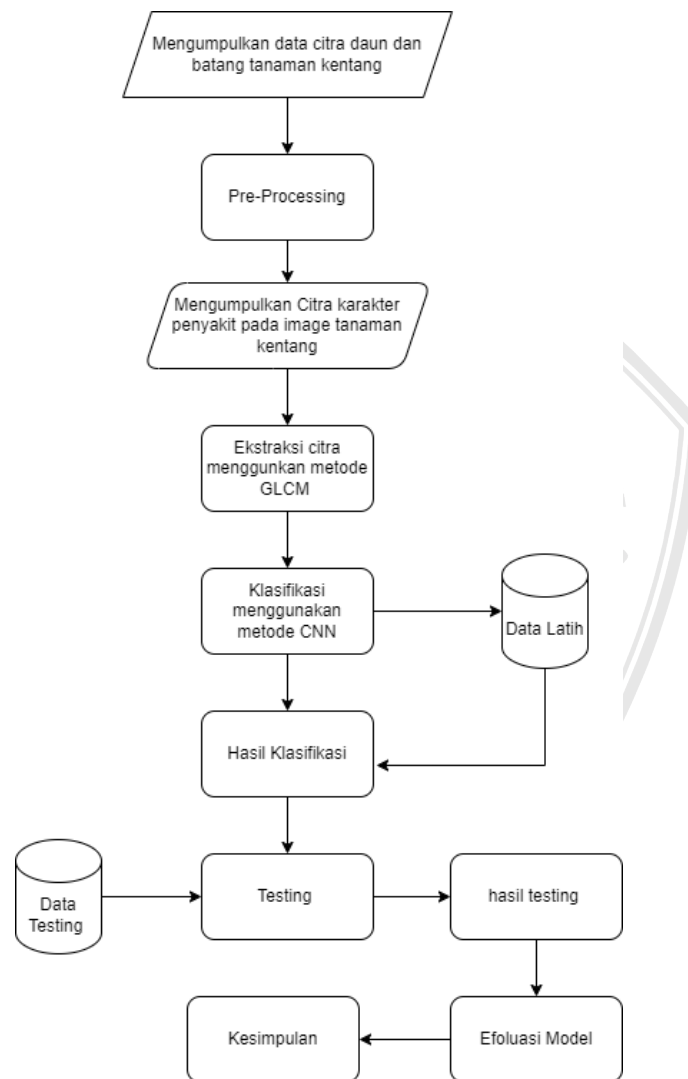 Mengumpulkan data citra daun dan
batang tanaman kentang
Pre-Processing
Mengumpulkan Citra karakter
penyakit pada image tanaman
kentang
Ekstraksi citra
menggunkan metode
GLCM
Klasifikasi
menggunakan
metode CNN
Data Latih
Hasil Klasifikasi
Data
Testing
Testing
hasil testing
Kesimpulan
Efoluasi Model